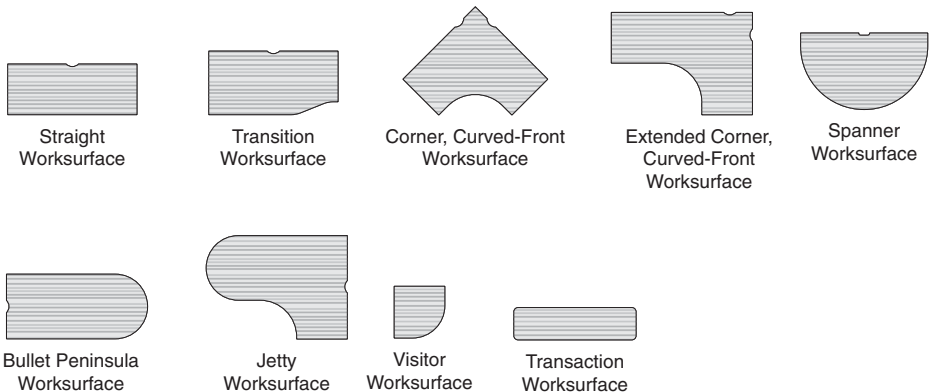 Straight
Worksurface
Transition
Worksurface
Corner, Curved-Front
Worksurface
Extended Corner,
Curved-Front
Worksurface
Spanner
Worksurface
Bullet Peninsula
Worksurface
Jetty
Worksurface
Visitor
Worksurface
Transaction
Worksurface